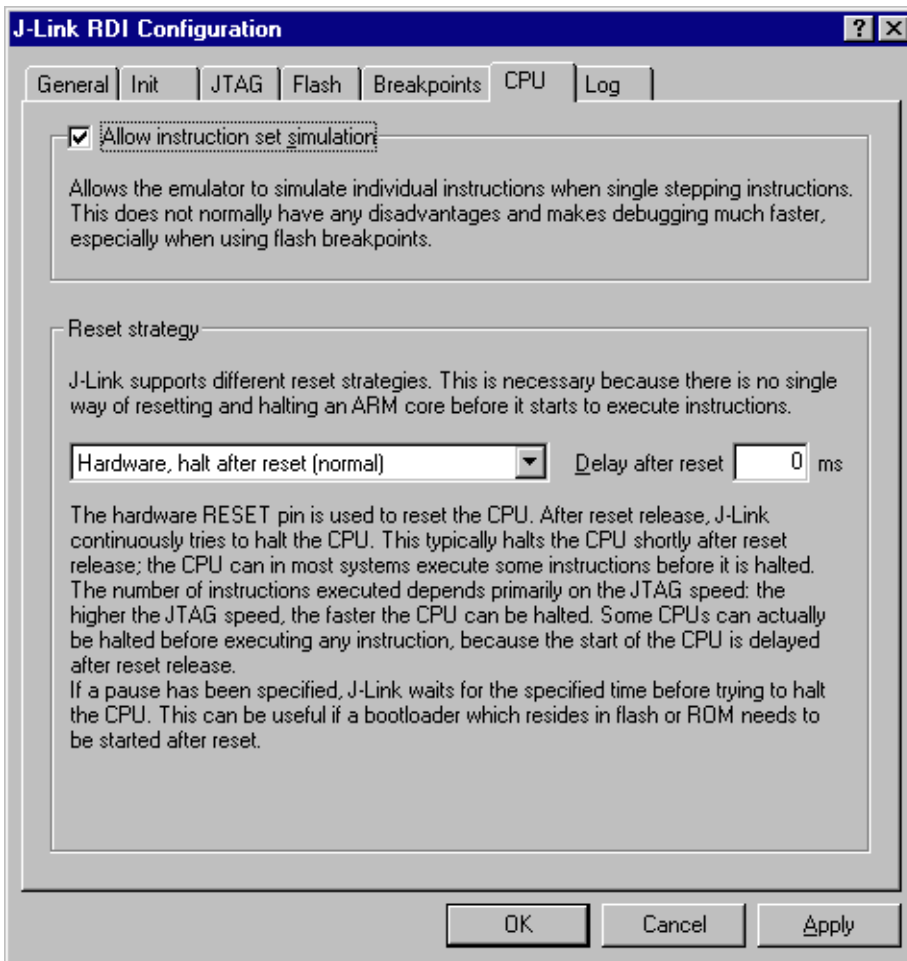 J-Link RDI Configuration
General Init JTAG Flash Breakpoints CPU Log
Allow instruction set simulation
Allows the emulator to simulate individual instructions when single stepping instructions.
This does not normally have any disadvantages and makes debugging much faster,
especially when using flash breakpoints.
Reset strategy
J-Link supports different reset strategies. This is necessary because there is no single
way of resetting and halting an ARM core before it starts to execute instructions.
Hardware, halt after reset (normal) Delay after reset 0 ms
The hardware RESET pin is used to reset the CPU. After reset release, J-Link
continuously tries to halt the CPU. This typically halts the CPU shortly after reset
release; the CPU can in most systems execute some instructions before it is halted.
The number of instructions executed depends primarily on the JTAG speed: the
higher the JTAG speed, the faster the CPU can be halted. Some CPUs can actually
be halted before executing any instruction, because the start of the CPU is delayed
after reset release.
If a pause has been specified, J-Link waits for the specified time before trying to halt
the CPU. This can be useful if a bootloader which resides in flash or ROM needs to
be started after reset.
OK Cancel Apply